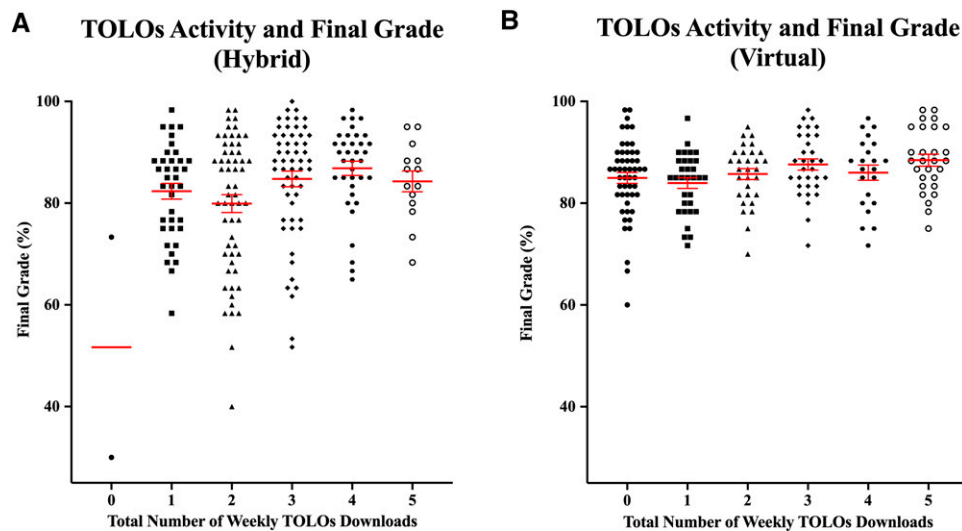 A
TOLOs Activity and Final Grade
(Hybrid)
100
80
60
40
Final Grade (%)
0 1 2 3 4 5
Total Number of Weekly TOLOs Downloads
B
TOLOs Activity and Final Grade
(Virtual)
100
80
60
40
Final Grade (%)
0 1 2 3 4 5
Total Number of Weekly TOLOs Downloads